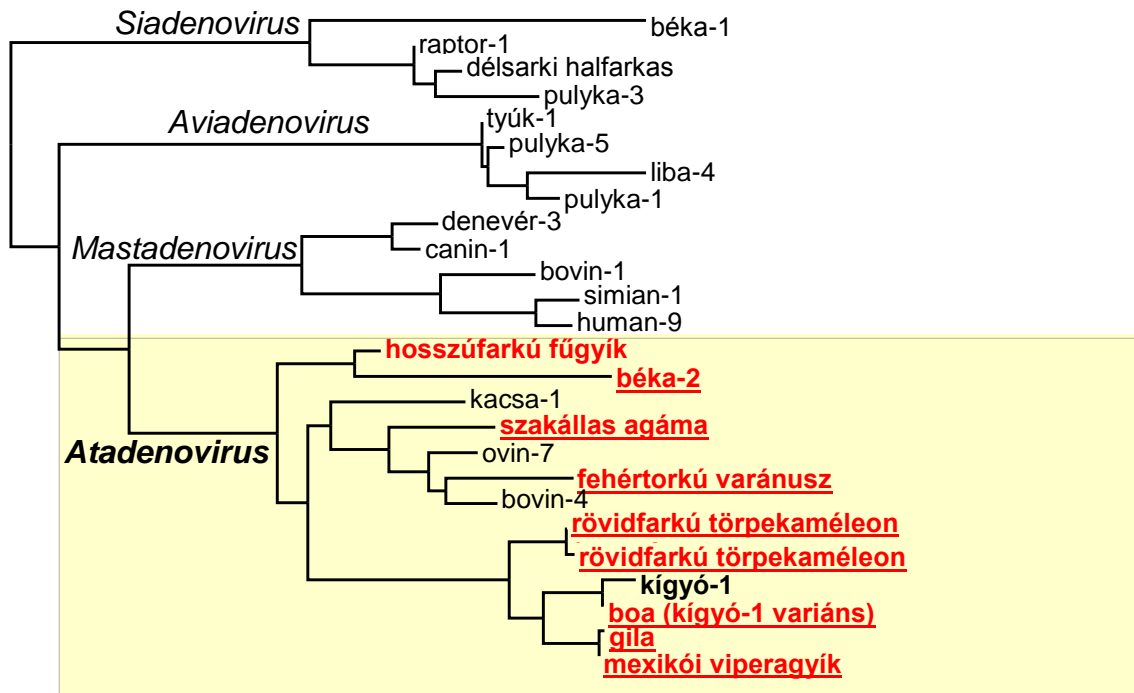 Siadenovirus
béka-1
raptor-1
délsarki halfarkas
pulyka-3
Aviadenovirus
tyúk-1
pulyka-5
liba-4
pulyka-1
Mastadenovirus
denevér-3
canin-1
bovin-1
simian-1
human-9
hosszúfarkú fűgyík
béka-2
kacsa-1
Atadenovirus
szakállas agáma
ovin-7
fehértorkú varánusz
bovin-4
rövidfarkú törpekaméleon
rövidfarkú törpekaméleon
kígyó-1
boa (kígyó-1 variáns)
gila
mexikói viperagyík